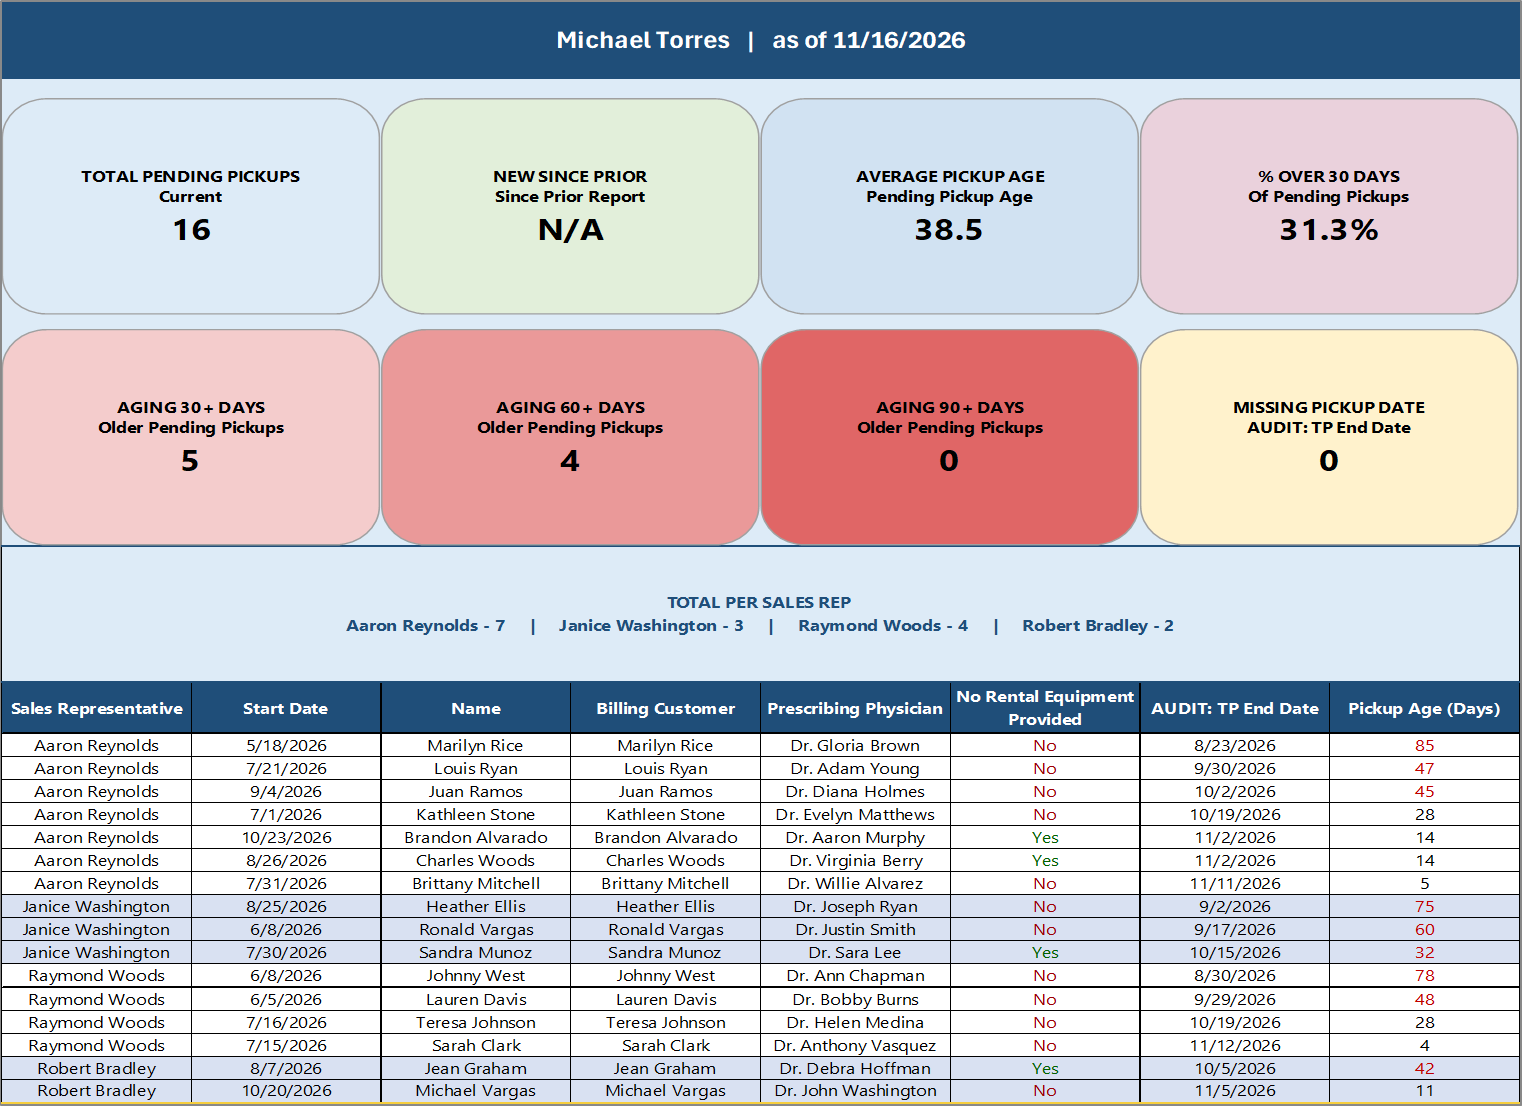 Michael Torres | as of 11/16/2026
TOTAL PENDING PICKUPS
Current
16
NEW SINCE PRIOR
Since Prior Report
N/A
AVERAGE PICKUP AGE
Pending Pickup Age
38.5
% OVER 30 DAYS
Of Pending Pickups
31.3%
AGING 30+ DAYS
Older Pending Pickups
5
AGING 60+ DAYS
Older Pending Pickups
4
AGING 90+ DAYS
Older Pending Pickups
0
MISSING PICKUP DATE
AUDIT: TP End Date
0
TOTAL PER SALES REP
Aaron Reynolds - 7 | Janice Washington - 3 | Raymond Woods - 4 | Robert Bradley - 2
Sales Representative Start Date Name Billing Customer Prescribing Physician No Rental Equipment Provided AUDIT: TP End Date Pickup Age (Days)
Aaron Reynolds 5/18/2026 Marilyn Rice Marilyn Rice Dr. Gloria Brown No 8/23/2026 85
Aaron Reynolds 7/21/2026 Louis Ryan Louis Ryan Dr. Adam Young No 9/30/2026 47
Aaron Reynolds 9/4/2026 Juan Ramos Juan Ramos Dr. Diana Holmes No 10/2/2026 45
Aaron Reynolds 7/1/2026 Kathleen Stone Kathleen Stone Dr. Evelyn Matthews No 10/19/2026 28
Aaron Reynolds 10/23/2026 Brandon Alvarado Brandon Alvarado Dr. Aaron Murphy Yes 11/2/2026 14
Aaron Reynolds 8/26/2026 Charles Woods Charles Woods Dr. Virginia Berry Yes 11/2/2026 14
Aaron Reynolds 7/31/2026 Brittany Mitchell Brittany Mitchell Dr. Willie Alvarez No 11/11/2026 5
Janice Washington 8/25/2026 Heather Ellis Heather Ellis Dr. Joseph Ryan No 9/2/2026 75
Janice Washington 6/8/2026 Ronald Vargas Ronald Vargas Dr. Justin Smith No 9/17/2026 60
Janice Washington 7/30/2026 Sandra Munoz Sandra Munoz Dr. Sara Lee Yes 10/15/2026 32
Raymond Woods 6/8/2026 Johnny West Johnny West Dr. Ann Chapman No 8/30/2026 78
Raymond Woods 6/5/2026 Lauren Davis Lauren Davis Dr. Bobby Burns No 9/29/2026 48
Raymond Woods 7/16/2026 Teresa Johnson Teresa Johnson Dr. Helen Medina No 10/19/2026 28
Raymond Woods 7/15/2026 Sarah Clark Sarah Clark Dr. Anthony Vasquez No 11/12/2026 4
Robert Bradley 8/7/2026 Jean Graham Jean Graham Dr. Debra Hoffman Yes 10/5/2026 42
Robert Bradley 10/20/2026 Michael Vargas Michael Vargas Dr. John Washington No 11/5/2026 11